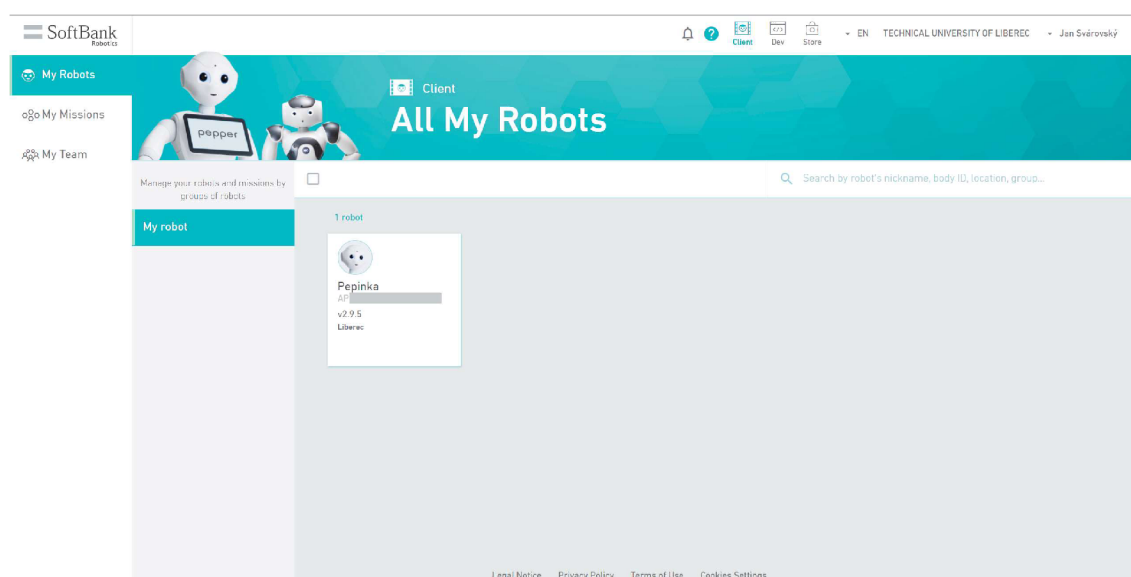 SoftBank
Robotics
Client
Dev
Store
EN
TECHNICAL UNIVERSITY OF LIBEREC
Jan Svárovský
My Robots
My Missions
My Team
pepper
Client
All My Robots
Manage your robots and missions by
groups of robots
My robot
Search by robot's nickname, body ID, location, group...
1 robot
Pepinka
AP
v2.9.5
Liberec
Legal Notice Privacy Policy Terms of Use Cookies Settings